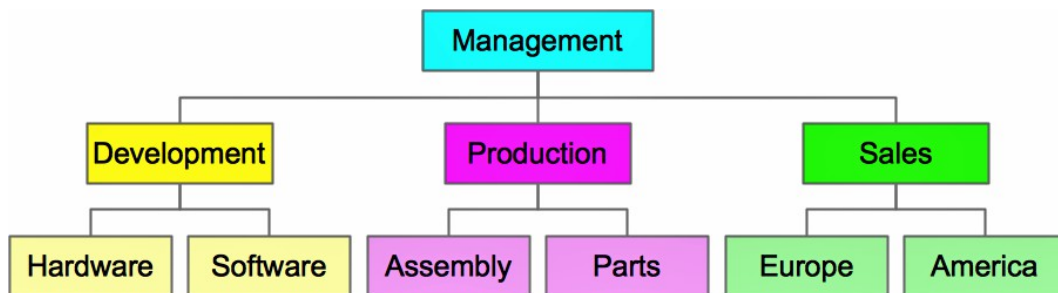 Management
Development
Production
Sales
Hardware
Software
Assembly
Parts
Europe
America